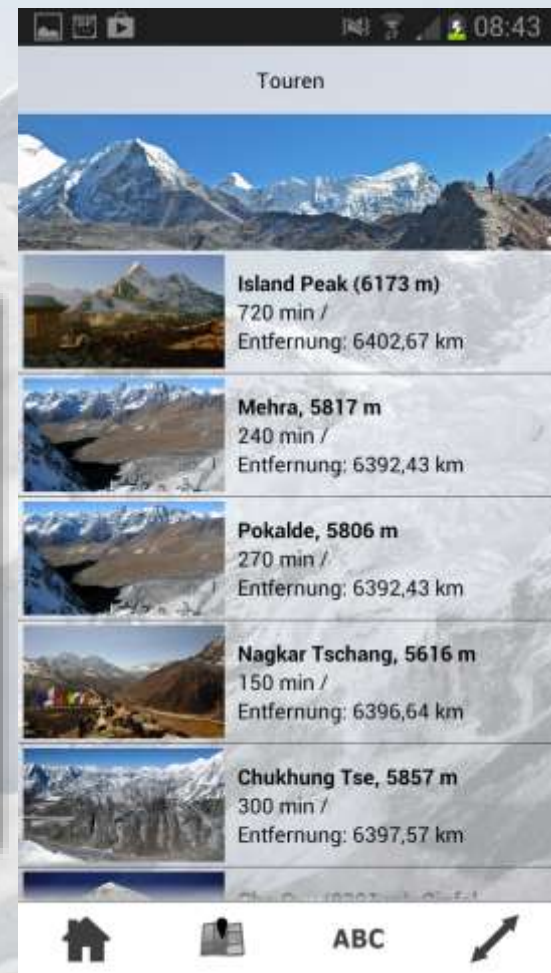 08:43
Touren
Island Peak (6173 m)
720 min /
Entfernung: 6402,67 km
Mehra, 5817 m
240 min /
Entfernung: 6392,43 km
Pokalde, 5806 m
270 min /
Entfernung: 6392,43 km
Nagkar Tschang, 5616 m
150 min /
Entfernung: 6396,64 km
Chukhung Tse, 5857 m
300 min /
Entfernung: 6397,57 km
ABC